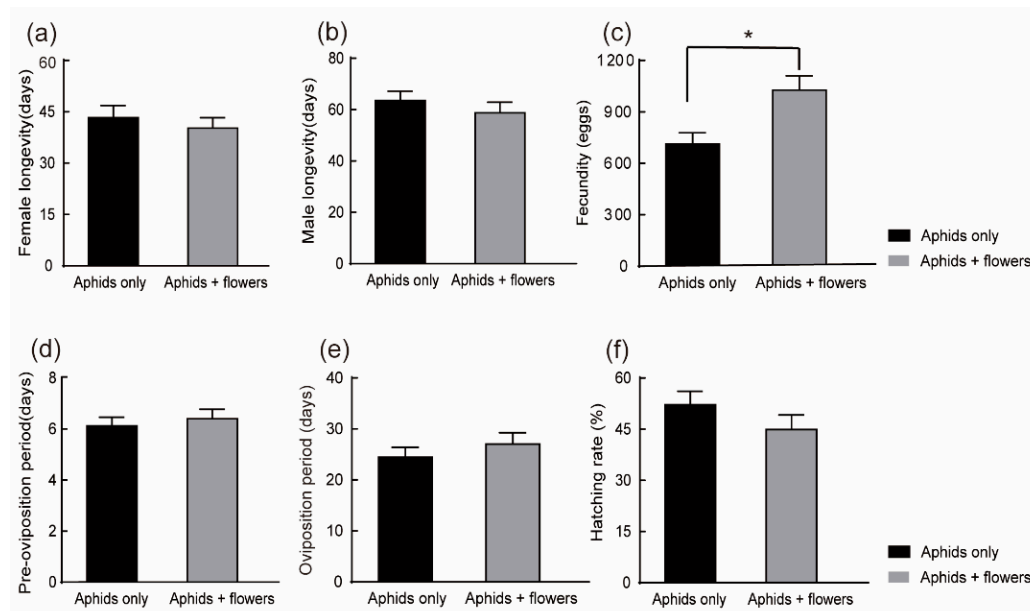 (a)
Female longevity(days)
60
45
30
15
0
Aphids only
Aphids + flowers
(b)
Male longevity(days)
80
60
40
20
0
Aphids only
Aphids + flowers
(c)
*
Fecundity (eggs)
1200
900
600
300
0
Aphids only
Aphids + flowers
Aphids only
Aphids + flowers
(d)
Pre-oviposition period(days)
8
6
4
2
0
Aphids only
Aphids + flowers
(e)
Oviposition period (days)
40
30
20
10
0
Aphids only
Aphids + flowers
(f)
Hatching rate (%)
60
45
30
15
0
Aphids only
Aphids + flowers
Aphids only
Aphids + flowers